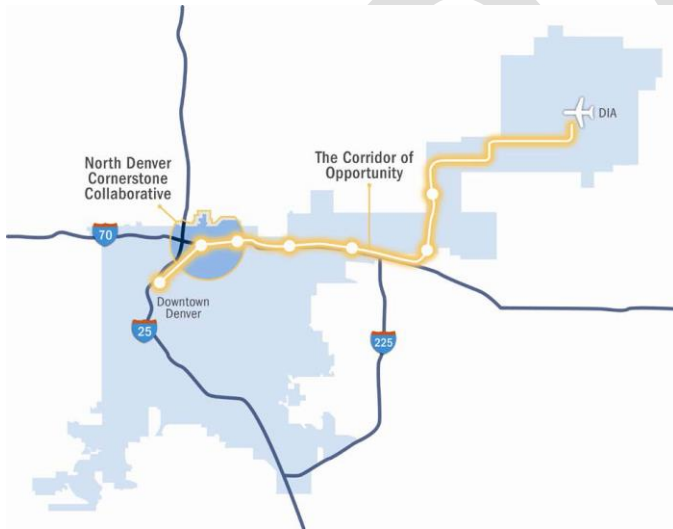 DIA
North Denver
Cornerstone
Collaborative
The Corridor of
Opportunity
70
Downtown
Denver
25
225